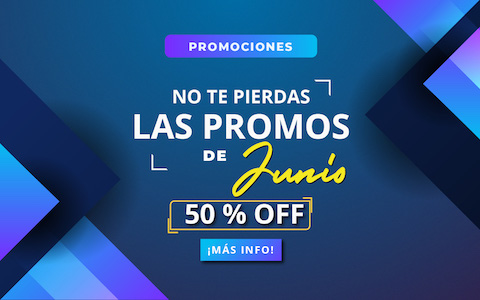 PROMOCIONES
NO TE PIERDAS
LAS PROMOS
DE Junio
50 % OFF
¡MÁS INFO!